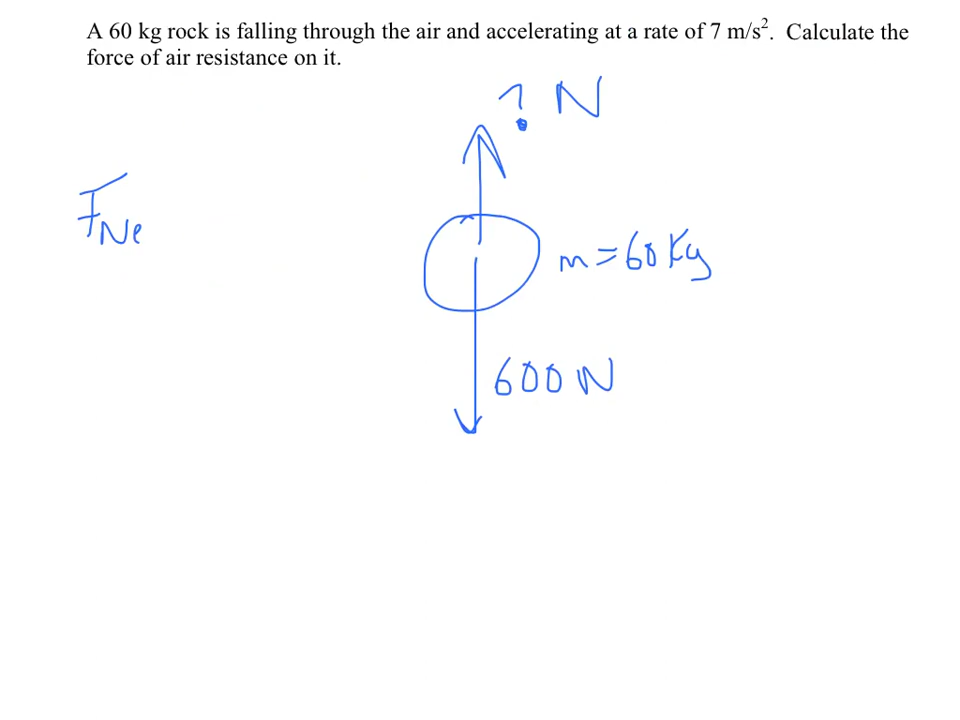 A 60 kg rock is falling through the air and accelerating at a rate of 7 m/s². Calculate the
force of air resistance on it.
? N
FNe
m = 60 Kg
600 N